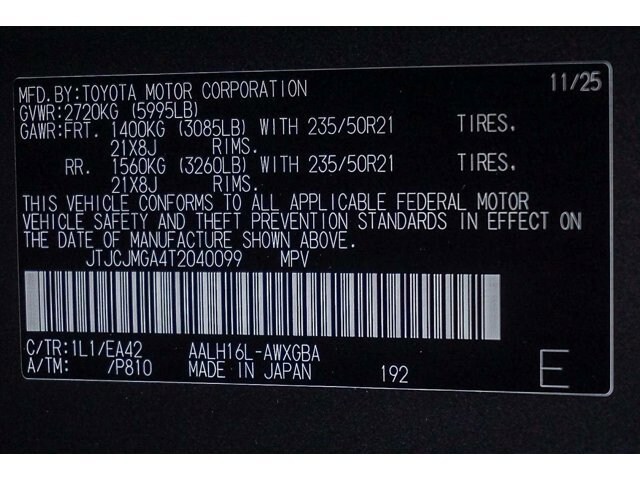 MFD.BY:TOYOTA MOTOR CORPORATION 11/25
GVWR:2720KG (5995LB)
GAWR:FRT. 1400KG (3085LB) WITH 235/50R21 TIRES.
21X8J RIMS.
RR. 1560KG (3260LB) WITH 235/50R21 TIRES.
21X8J RIMS.
THIS VEHICLE CONFORMS TO ALL APPLICABLE FEDERAL MOTOR
VEHICLE SAFETY AND THEFT PREVENTION STANDARDS IN EFFECT ON
THE DATE OF MANUFACTURE SHOWN ABOVE.
JTJCJMGA4T2040099 MPV
C/TR:1L1/EA42 AALH16L-AWXGBA
A/TM: /P810 MADE IN JAPAN 192 E